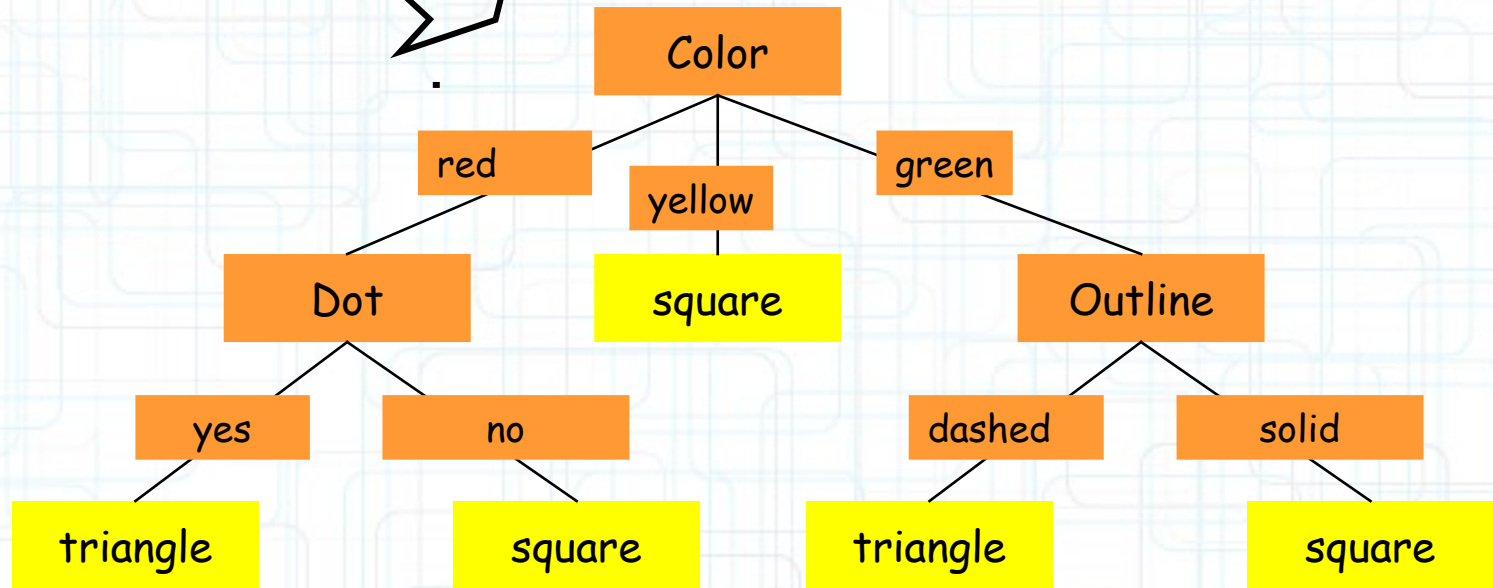 Color
red
yellow
green
Dot
square
Outline
yes
no
dashed
solid
triangle
square
triangle
square